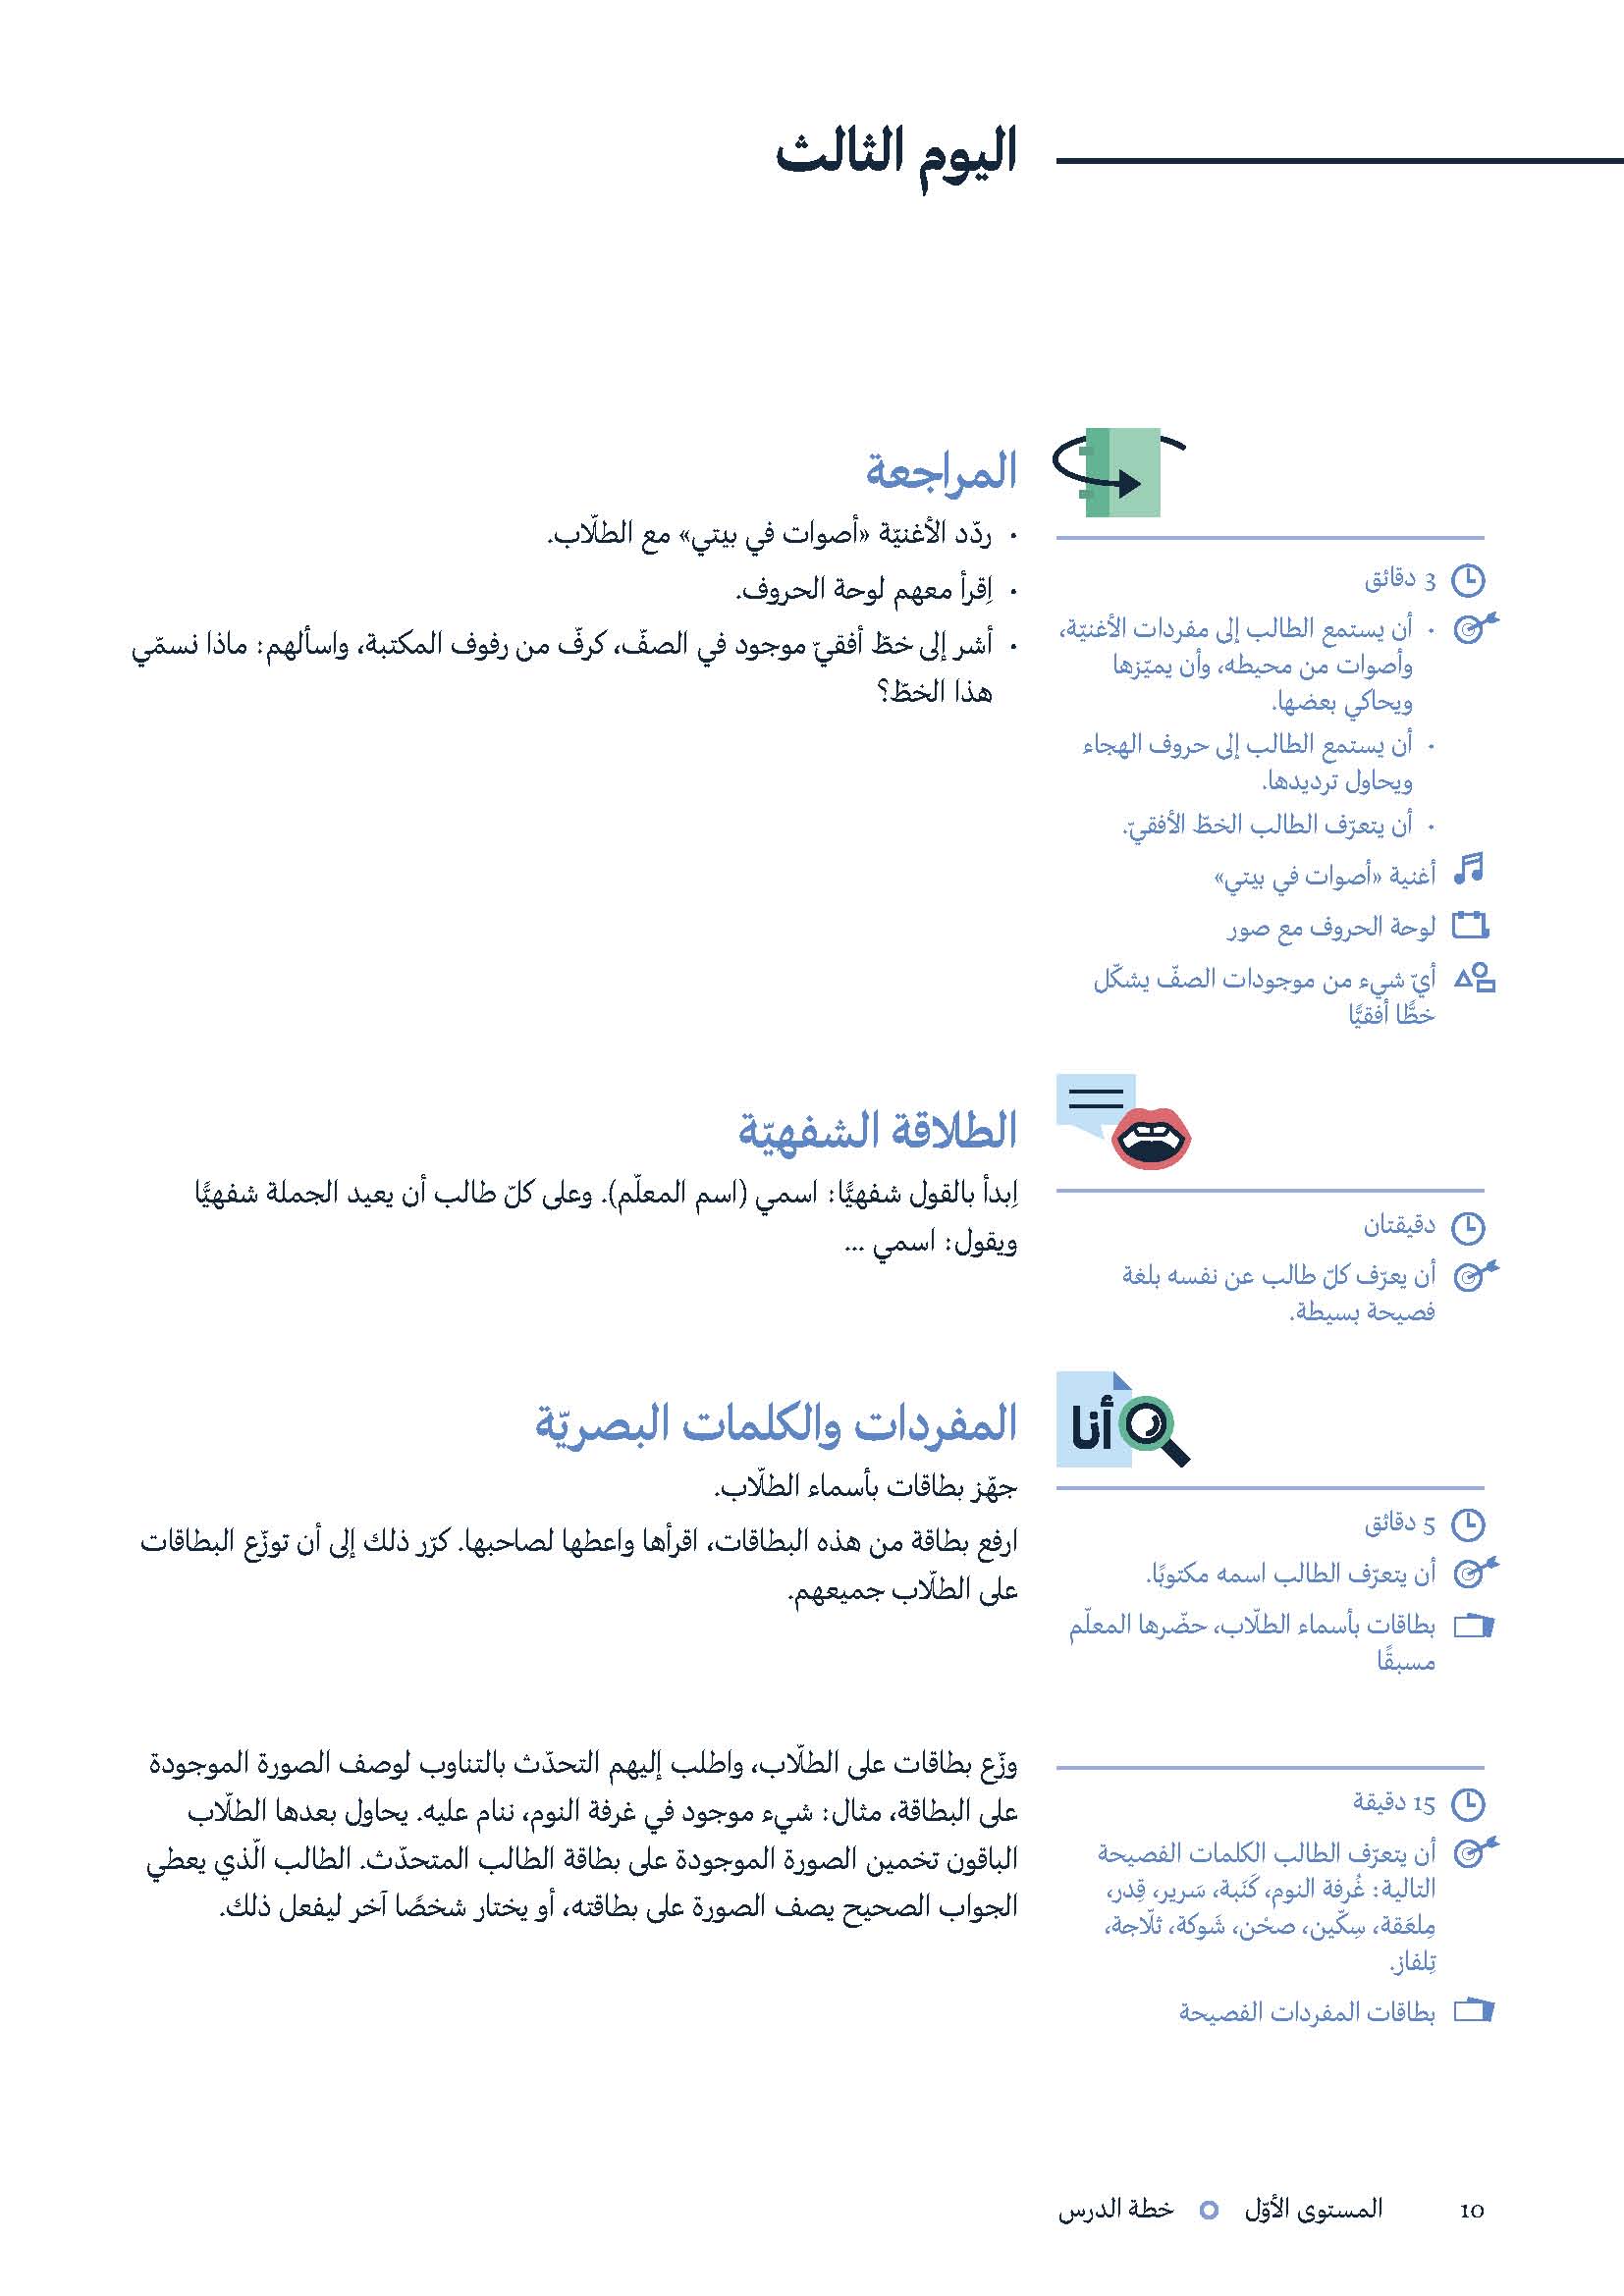 اليوم الثالث
المراجعة
• ردّد الأغنيّة «أصوات في بيتي» مع الطلّاب.
• اِقرأ معهم لوحة الحروف.
• أشر إلى خطّ أفقيّ موجود في الصفّ، كرفّ من رفوف المكتبة، واسألهم: ماذا نسمّي
هذا الخطّ؟
3 دقائق
• أن يستمع الطالب إلى مفردات الأغنيّة،
وأصوات من محيطه، وأن يميّزها
ويحاكي بعضها.
• أن يستمع الطالب إلى حروف الهجاء
ويحاول ترديدها.
• أن يتعرّف الطالب الخطّ الأفقيّ.
أغنية «أصوات في بيتي»
لوحة الحروف مع صور
أيّ شيء من موجودات الصفّ يشكّل
خطًّا أفقيًّا
الطلاقة الشفهيّة
اِبدأ بالقول شفهيًّا: اسمي (اسم المعلّم). وعلى كلّ طالب أن يعيد الجملة شفهيًّا
ويقول: اسمي ...
دقيقتان
أن يعرّف كلّ طالب عن نفسه بلغة
فصيحة بسيطة.
أنا
المفردات والكلمات البصريّة
جهّز بطاقات بأسماء الطلّاب.
ارفع بطاقة من هذه البطاقات، اقرأها واعطها لصاحبها. كرّر ذلك إلى أن توزّع البطاقات
على الطلّاب جميعهم.
5 دقائق
أن يتعرّف الطالب اسمه مكتوبًا.
بطاقات بأسماء الطلّاب، حضّرها المعلّم
مسبقًا
وزّع بطاقات على الطلّاب، واطلب إليهم التحدّث بالتناوب لوصف الصورة الموجودة
على البطاقة، مثال: شيء موجود في غرفة النوم، ننام عليه. يحاول بعدها الطلّاب
الباقون تخمين الصورة الموجودة على بطاقة الطالب المتحدّث. الطالب الّذي يعطي
الجواب الصحيح يصف الصورة على بطاقته، أو يختار شخصًا آخر ليفعل ذلك.
15 دقيقة
أن يتعرّف الطالب الكلمات الفصيحة
التالية: غُرفة النوم، كَنَبة، سَرير، قِدر،
مِلعَقة، سِكّين، صحْن، شَوكة، ثلّاجة،
تِلفاز.
بطاقات المفردات الفصيحة
10 المستوى الأوّل خطة الدرس